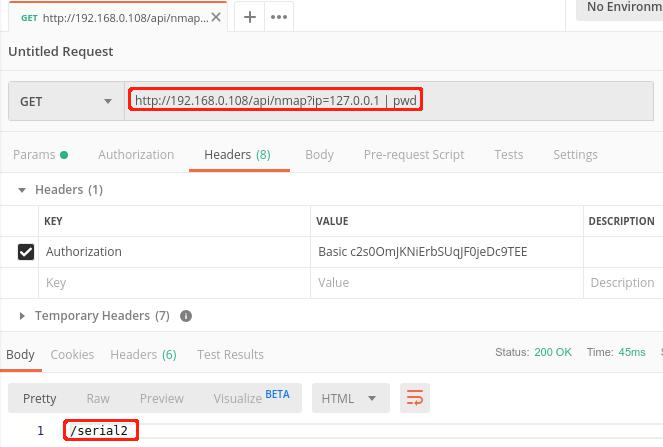 GET http://192.168.0.108/api/nmap...
No Environm
Untitled Request
GET http://192.168.0.108/api/nmap?ip=127.0.0.1 | pwd
Params Authorization Headers (8) Body Pre-request Script Tests Settings
Headers (1)
KEY VALUE DESCRIPTION
Authorization Basic c2s0OmJKNiErbSUqJF0jeDc9TEE
Key Value Description
Temporary Headers (7)
Body Cookies Headers (6) Test Results Status: 200 OK Time: 45ms
Pretty Raw Preview Visualize BETA HTML
1 /serial2